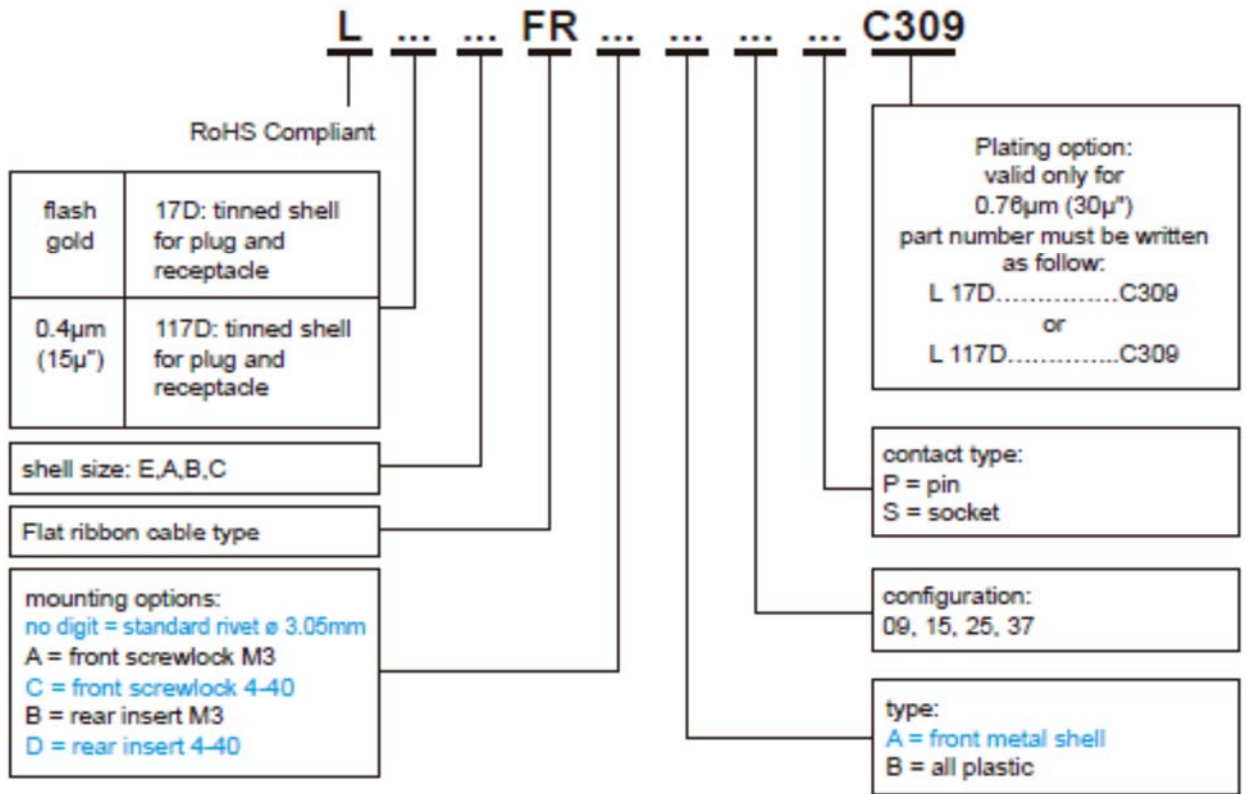 L ... ... FR ... ... ... ... C309
RoHS Compliant
flash
gold
17D: tinned shell
for plug and
receptacle
0.4µm
(15µ")
117D: tinned shell
for plug and
receptacle
shell size: E,A,B,C
Flat ribbon cable type
mounting options:
no digit = standard rivet ø 3.05mm
A = front screwlock M3
C = front screwlock 4-40
B = rear insert M3
D = rear insert 4-40
Plating option:
valid only for
0.76µm (30µ")
part number must be written
as follow:
L 17D...............C309
or
L 117D..............C309
contact type:
P = pin
S = socket
configuration:
09, 15, 25, 37
type:
A = front metal shell
B = all plastic